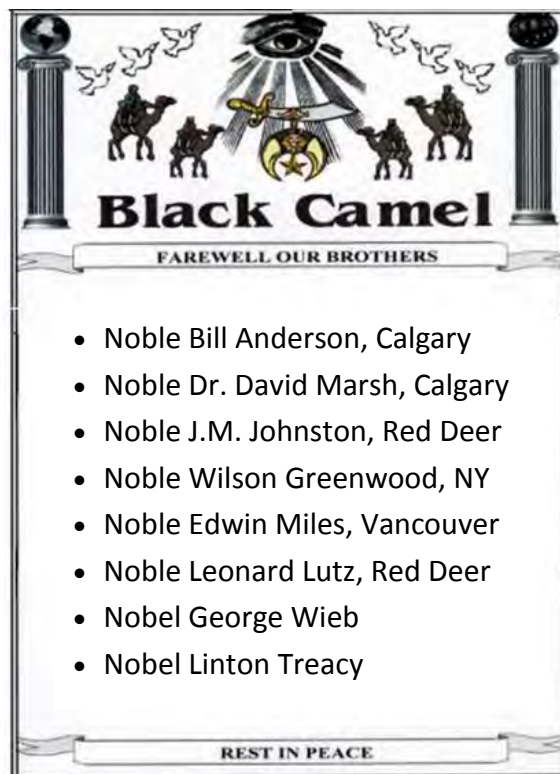 Black Camel
FAREWELL OUR BROTHERS
• Noble Bill Anderson, Calgary
• Noble Dr. David Marsh, Calgary
• Noble J.M. Johnston, Red Deer
• Noble Wilson Greenwood, NY
• Noble Edwin Miles, Vancouver
• Noble Leonard Lutz, Red Deer
• Nobel George Wieb
• Nobel Linton Treacy
REST IN PEACE